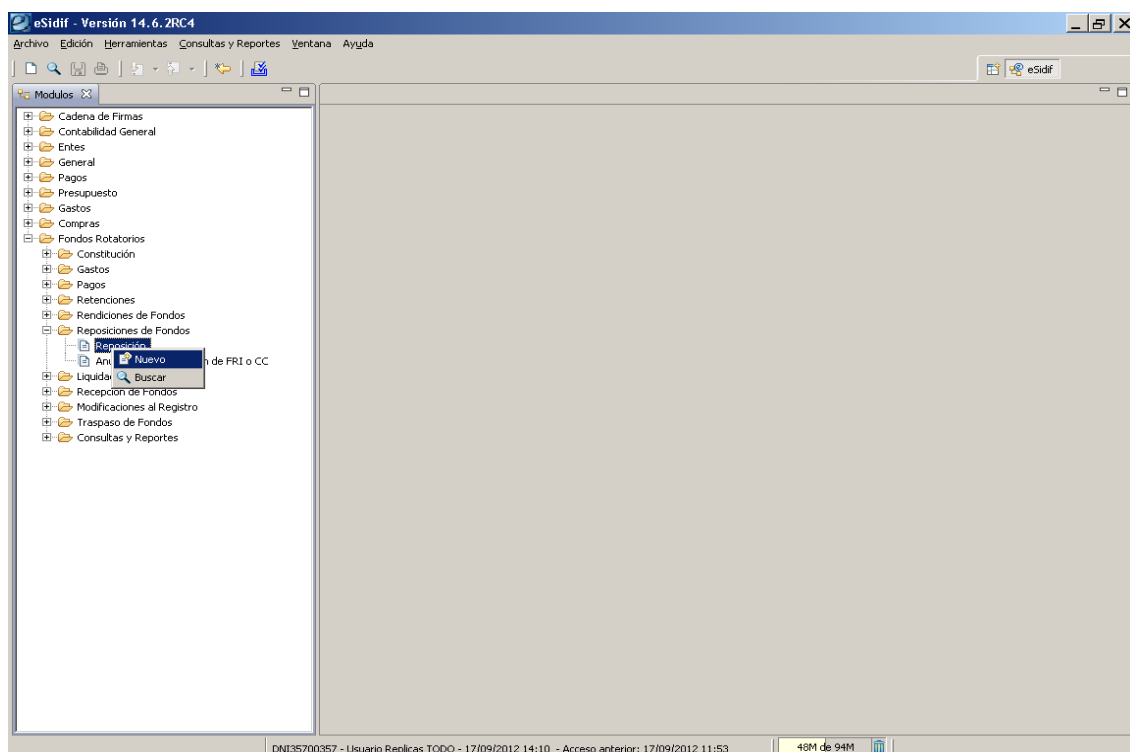 eSidif - Versión 14.6.2RC4
Archivo Edición Herramientas Consultas y Reportes Ventana Ayuda
eSidif
Modulos
Cadena de Firmas
Contabilidad General
Entes
General
Pagos
Presupuesto
Gastos
Compras
Fondos Rotatorios
Constitución
Gastos
Pagos
Retenciones
Rendiciones de Fondos
Reposiciones de Fondos
Reposición
Nuevo
de FRI o CC
Buscar
Recepción de Fondos
Modificaciones al Registro
Traspaso de Fondos
Consultas y Reportes
DNI35700357 - Usuario Replicas TODO - 17/09/2012 14:10 - Acceso anterior: 17/09/2012 11:53
48M de 94M